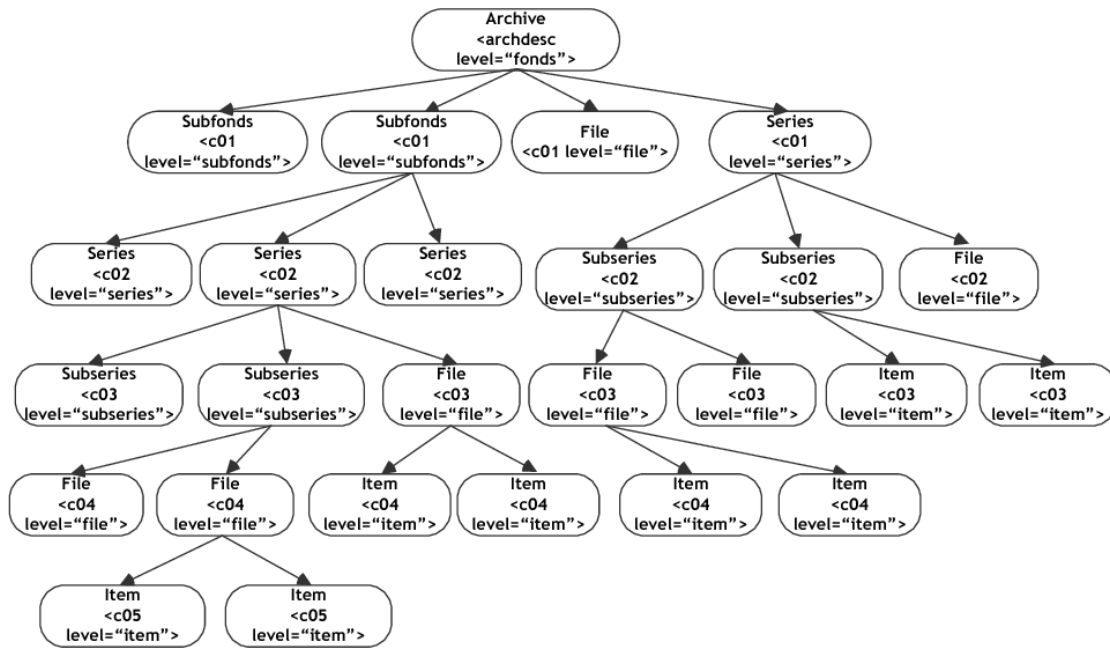 Archive
<archdesc
level=“fonds”>
Subfonds
<c01
level=“subfonds”>
Subfonds
<c01
level=“subfonds”>
File
<c01 level=“file”>
Series
<c01
level=“series”>
Series
<c02
level=“series”>
Series
<c02
level=“series”>
Series
<c02
level=“series”>
Subseries
<c02
level=“subseries”>
Subseries
<c02
level=“subseries”>
File
<c02
level=“file”>
Subseries
<c03
level=“subseries”>
Subseries
<c03
level=“subseries”>
File
<c03
level=“file”>
File
<c03
level=“file”>
File
<c03
level=“file”>
Item
<c03
level=“item”>
Item
<c03
level=“item”>
File
<c04
level=“file”>
File
<c04
level=“file”>
Item
<c04
level=“item”>
Item
<c04
level=“item”>
Item
<c04
level=“item”>
Item
<c04
level=“item”>
Item
<c05
level=“item”>
Item
<c05
level=“item”>